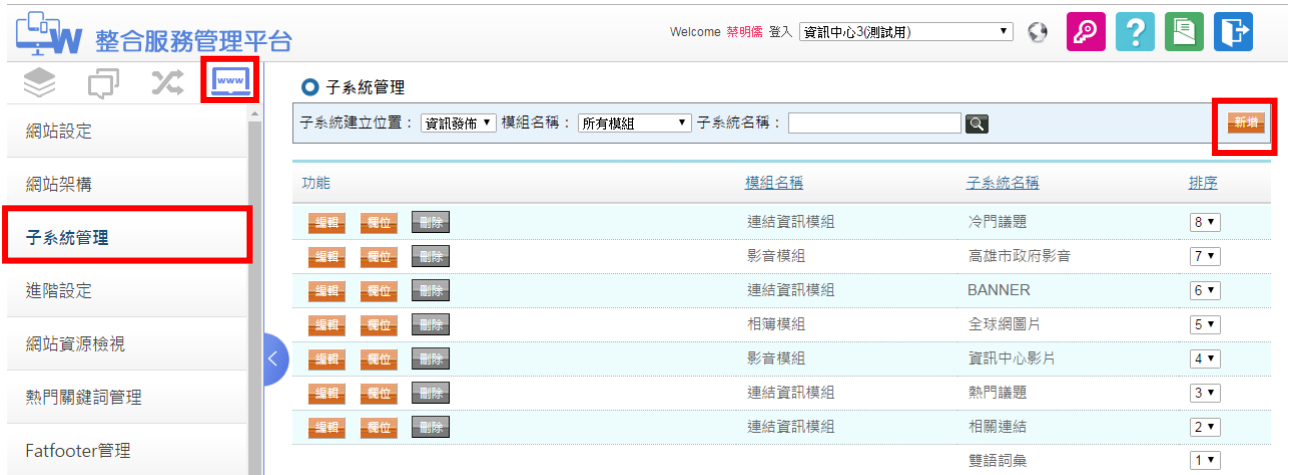 W 整合服務管理平台
Welcome 蔡明儒 登入 資訊中心3(測試用)
www
網站設定
網站架構
子系統管理
進階設定
網站資源檢視
熱門關鍵詞管理
Fatfooter管理
子系統管理
子系統建立位置： 資訊發佈 模組名稱： 所有模組 子系統名稱： 新增
功能 模組名稱 子系統名稱 排序
編輯 欄位 刪除 連結資訊模組 冷門議題 8
編輯 欄位 刪除 影音模組 高雄市政府影音 7
編輯 欄位 刪除 連結資訊模組 BANNER 6
編輯 欄位 刪除 相簿模組 全球網圖片 5
編輯 欄位 刪除 影音模組 資訊中心影片 4
編輯 欄位 刪除 連結資訊模組 熱門議題 3
編輯 欄位 刪除 連結資訊模組 相關連結 2
雙語詞彙 1